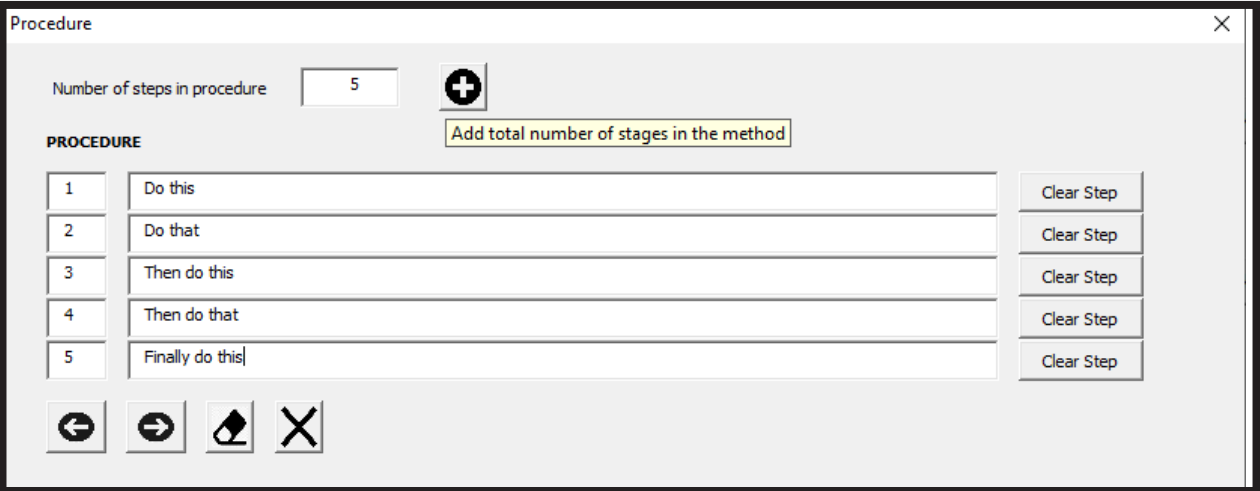 Procedure
Number of steps in procedure 5
Add total number of stages in the method
PROCEDURE
1 Do this Clear Step
2 Do that Clear Step
3 Then do this Clear Step
4 Then do that Clear Step
5 Finally do this Clear Step